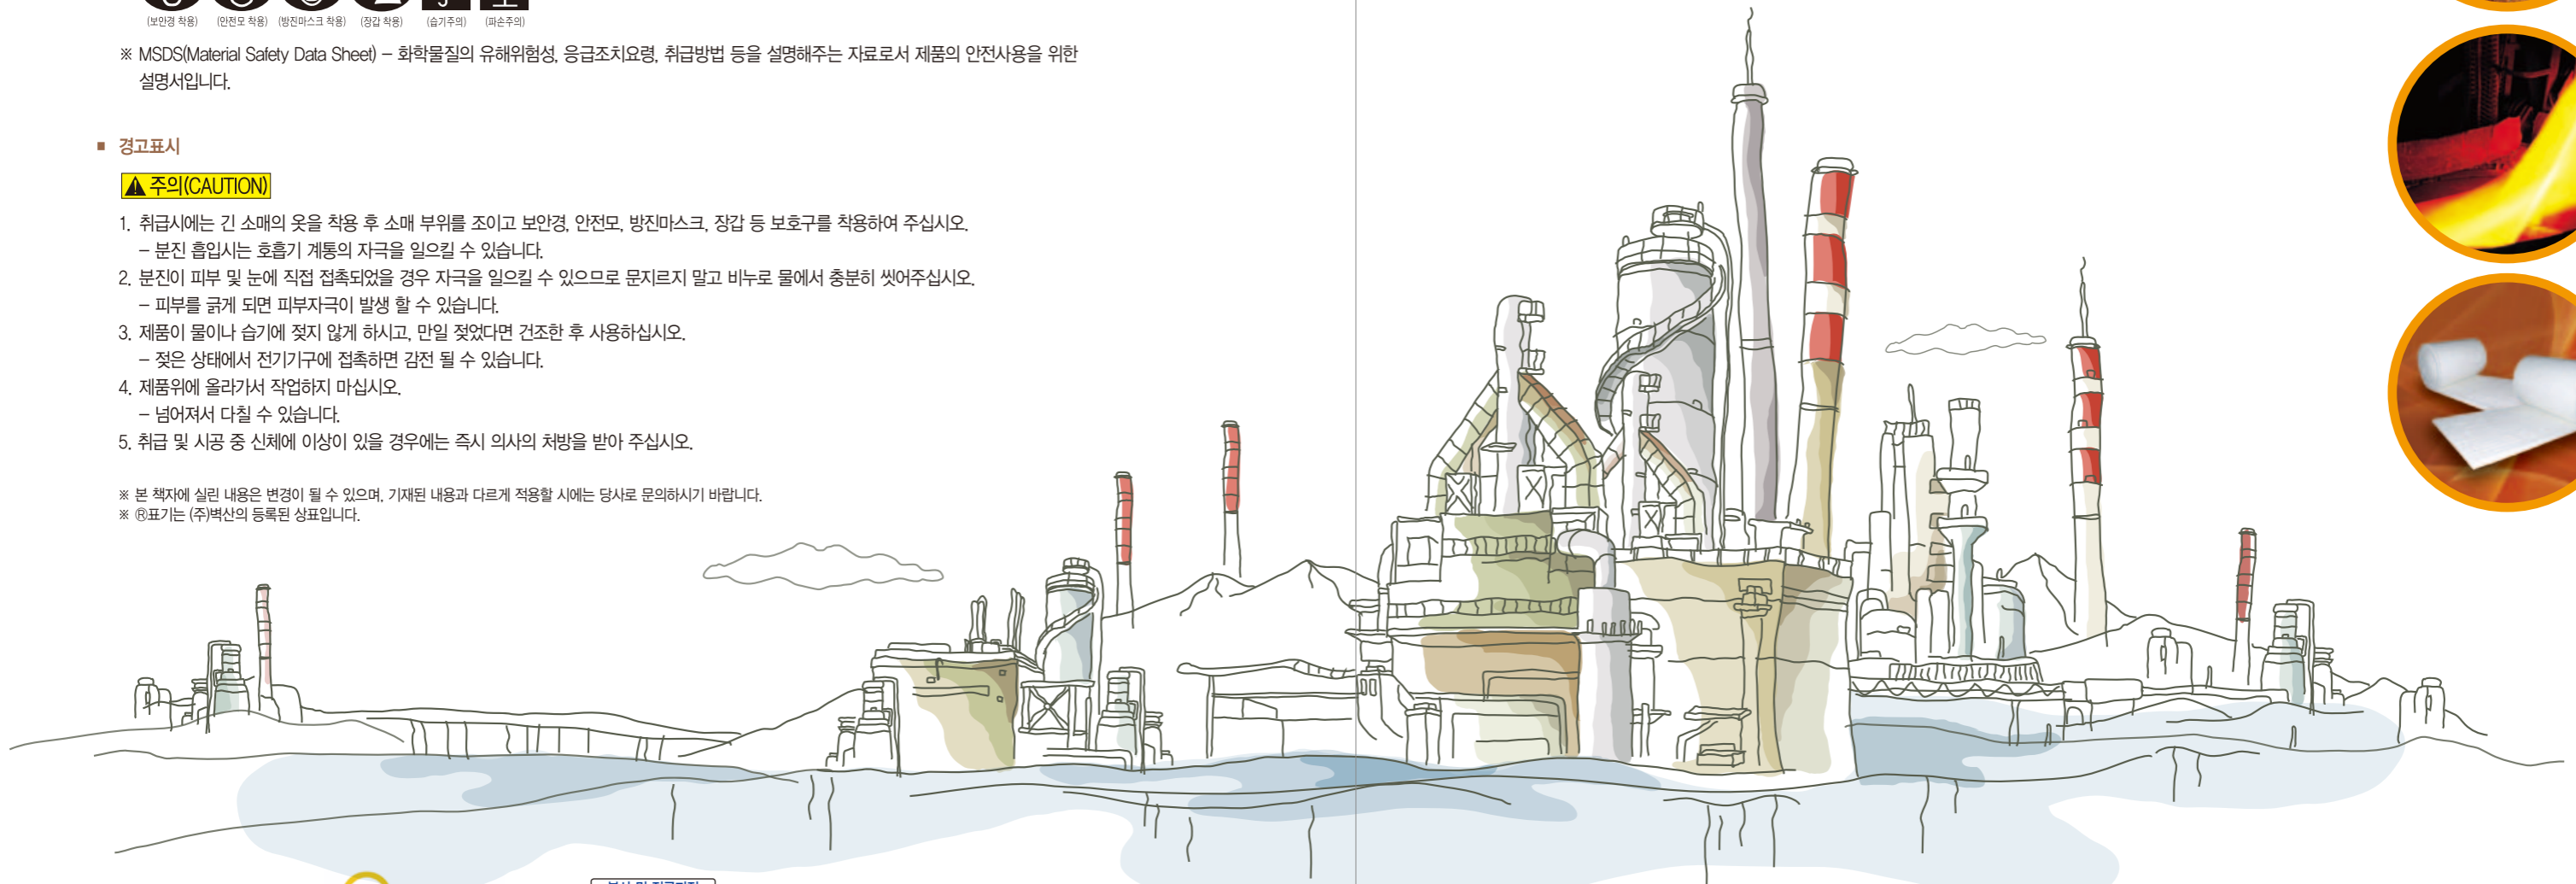 (보안경 착용) (안전모 착용) (방진마스크 착용) (장갑 착용) (습기주의) (파손주의)
※ MSDS(Material Safety Data Sheet) – 화학물질의 유해위험성, 응급조치요령, 취급방법 등을 설명해주는 자료로서 제품의 안전사용을 위한
설명서입니다.
■ 경고표시
주의(CAUTION)
1. 취급시에는 긴 소매의 옷을 착용 후 소매 부위를 조이고 보안경, 안전모, 방진마스크, 장갑 등 보호구를 착용하여 주십시오.
– 분진 흡입시는 호흡기 계통의 자극을 일으킬 수 있습니다.
2. 분진이 피부 및 눈에 직접 접촉되었을 경우 자극을 일으킬 수 있으므로 문지르지 말고 비누로 물에서 충분히 씻어주십시오.
– 피부를 긁게 되면 피부자극이 발생 할 수 있습니다.
3. 제품이 물이나 습기에 젖지 않게 하시고, 만일 젖었다면 건조한 후 사용하십시오.
– 젖은 상태에서 전기기구에 접촉하면 감전 될 수 있습니다.
4. 제품위에 올라가서 작업하지 마십시오.
– 넘어져서 다칠 수 있습니다.
5. 취급 및 시공 중 신체에 이상이 있을 경우에는 즉시 의사의 처방을 받아 주십시오.
※ 본 책자에 실린 내용은 변경이 될 수 있으며, 기재된 내용과 다르게 적용할 시에는 당사로 문의하시기 바랍니다.
※ ®표기는 (주)벽산의 등록된 상표입니다.